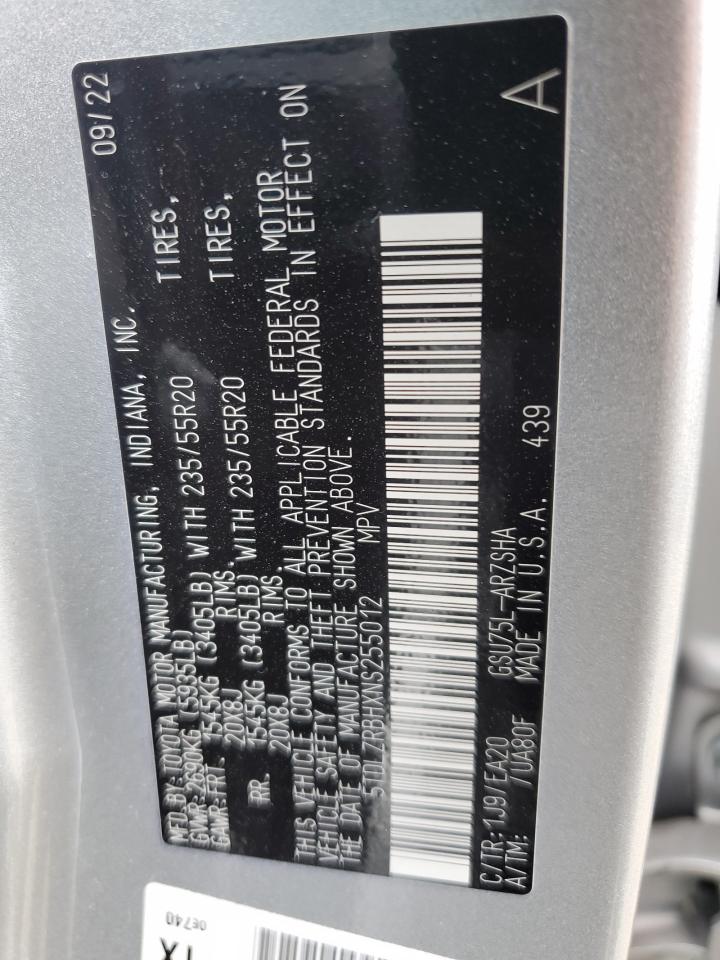 09/22
MFD.BY: TOYOTA MOTOR MANUFACTURING, INDIANA, INC.
GVWR:2690KG (5935LB)
GAWR:FRT. 1545KG (3405LB) WITH 235/55R20 TIRES,
20X8J RIMS.
RR. 1545KG (3405LB) WITH 235/55R20 TIRES,
20X8J RIMS.
THIS VEHICLE CONFORMS TO ALL APPLICABLE FEDERAL MOTOR
VEHICLE SAFETY AND THEFT PREVENTION STANDARDS IN EFFECT ON
THE DATE OF MANUFACTURE SHOWN ABOVE.
5TDLZRBHXNS255012 MPV
C/TR: 1J9/EA20 GSU75L-ARZSHA
A/TM: /UA80F MADE IN U.S.A. 439 A
0E740